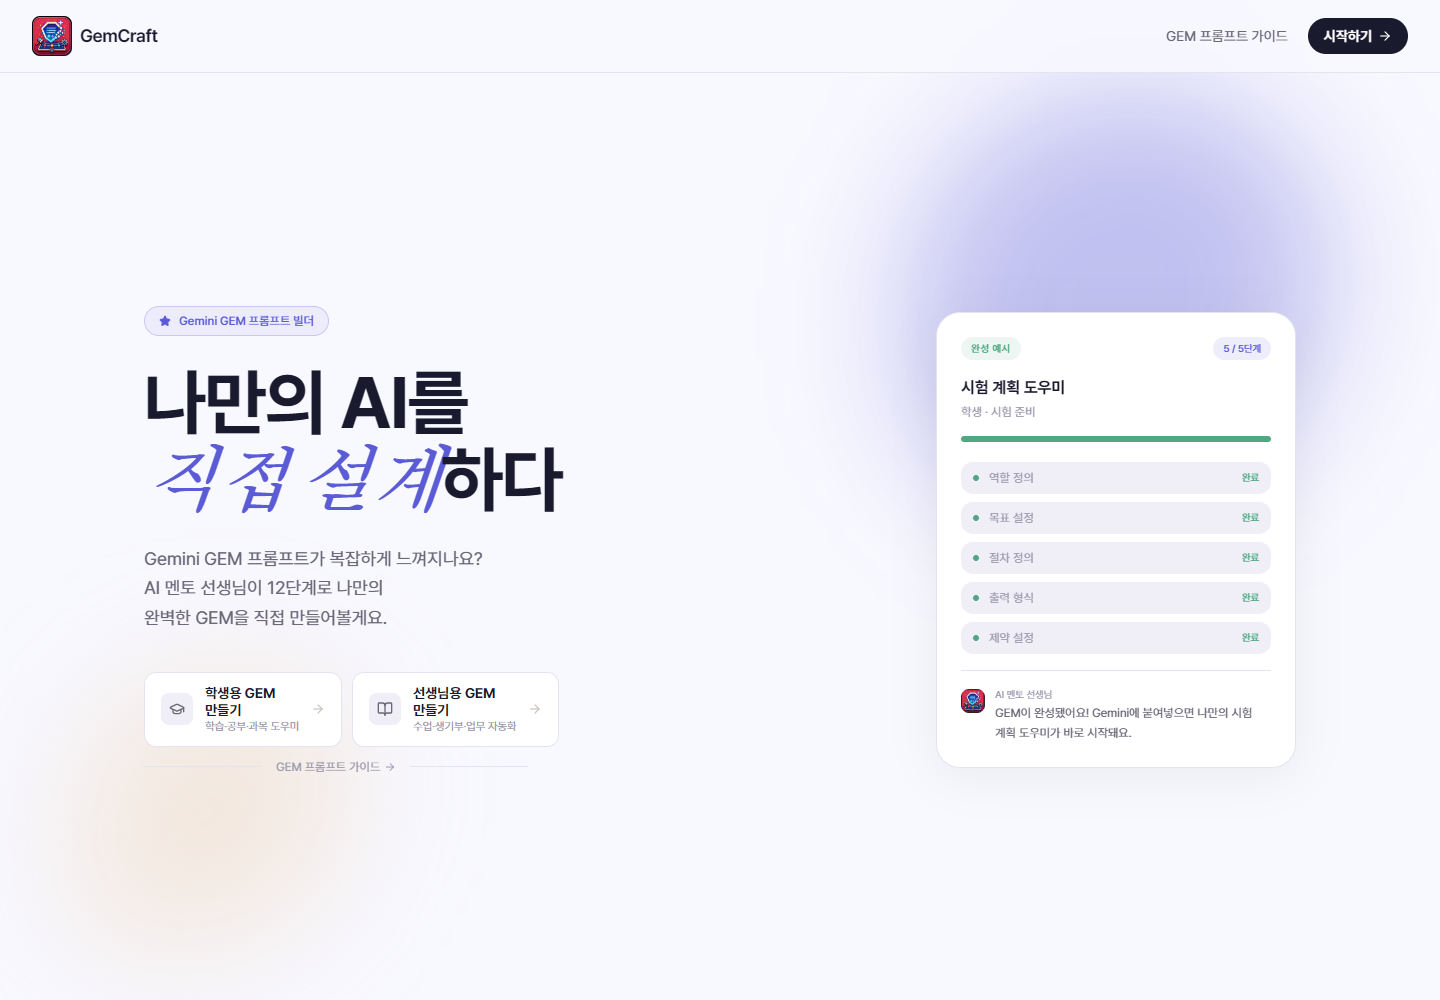 GemCraft
GEM 프롬프트 가이드
시작하기 →
Gemini GEM 프롬프트 빌더
나만의 AI를
직접 설계하다
Gemini GEM 프롬프트가 복잡하게 느껴지나요?
AI 멘토 선생님이 12단계로 나만의
완벽한 GEM을 직접 만들어볼게요.
학생용 GEM
만들기
학습·공부·과목 도우미
선생님용 GEM
만들기
수업·생기부·업무 자동화
GEM 프롬프트 가이드 →
완성 예시
5 / 5단계
시험 계획 도우미
학생 · 시험 준비
역할 정의 완료
목표 설정 완료
절차 정의 완료
출력 형식 완료
제약 설정 완료
AI 멘토 선생님
GEM이 완성됐어요! Gemini에 붙여넣으면 나만의 시험
계획 도우미가 바로 시작돼요.